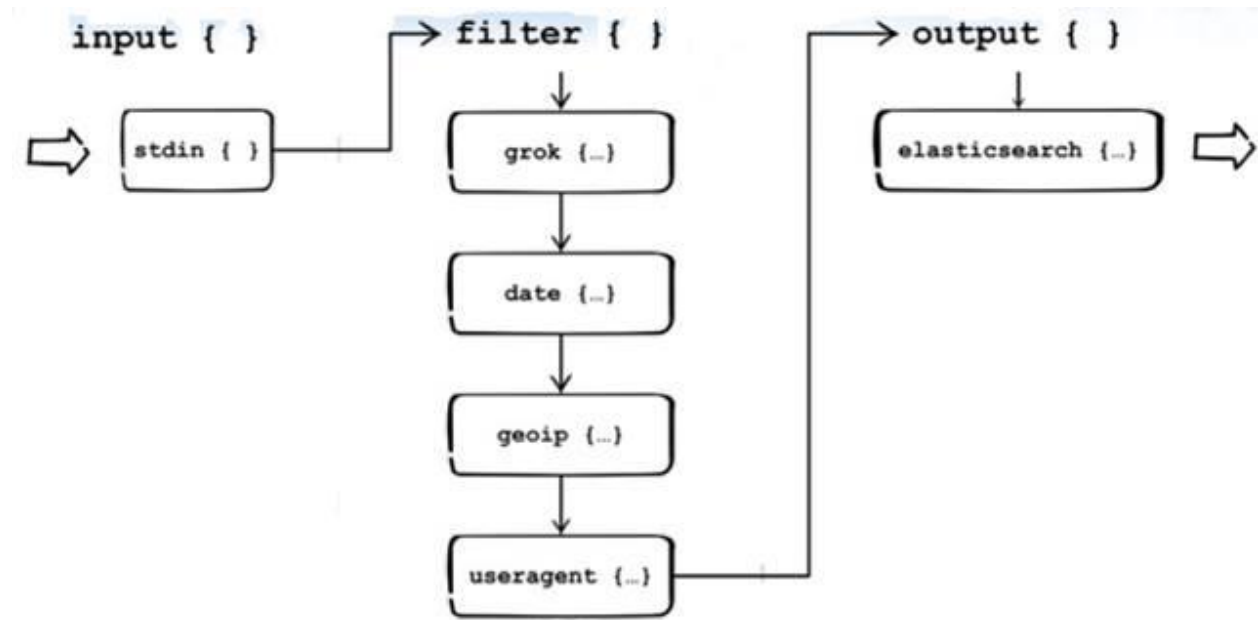 input { }
stdin { }
filter { }
grok {…}
date {…}
geoip {…}
useragent {…}
output { }
elasticsearch {…}